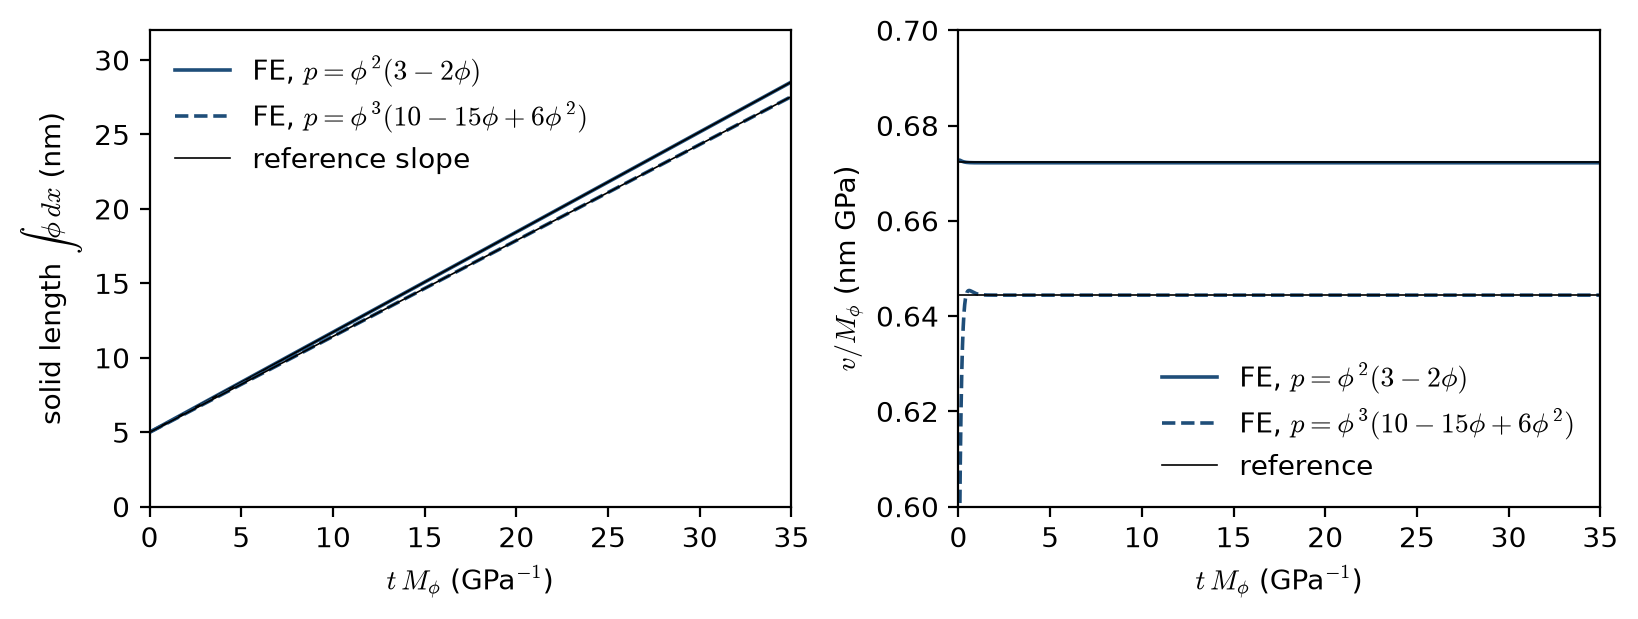 solid length ∫ϕ dx (nm)
30
25
20
15
10
5
0
FE, p = ϕ²(3 − 2ϕ)
FE, p = ϕ³(10 − 15ϕ + 6ϕ²)
reference slope
0 5 10 15 20 25 30 35
t M_ϕ (GPa⁻¹)
v/M_ϕ (nm GPa)
0.70
0.68
0.66
0.64
0.62
0.60
FE, p = ϕ²(3 − 2ϕ)
FE, p = ϕ³(10 − 15ϕ + 6ϕ²)
reference
0 5 10 15 20 25 30 35
t M_ϕ (GPa⁻¹)